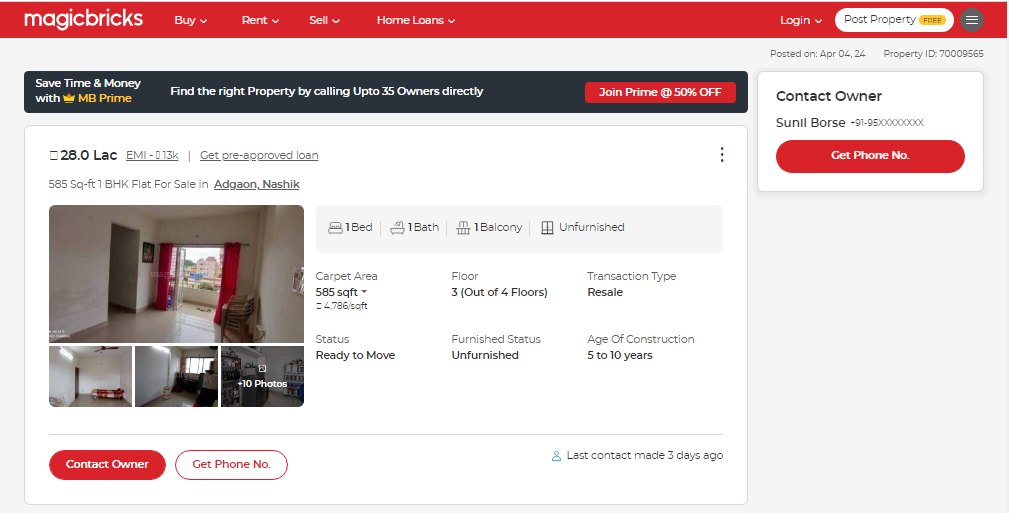 magicbricks
Buy Rent Sell Home Loans Login Post Property FREE
Posted on: Apr 04, 24 Property ID: 70009565
Save Time & Money
with MB Prime
Find the right Property by calling Upto 35 Owners directly
Join Prime @ 50% OFF
Contact Owner
Sunil Borse +91-95XXXXXXXX
Get Phone No.
28.0 Lac EMI - 13k | Get pre-approved loan
585 Sq-ft 1 BHK Flat For Sale in Adgaon, Nashik
1 Bed 1 Bath 1 Balcony Unfurnished
Carpet Area Floor Transaction Type
585 sqft 3 (Out of 4 Floors) Resale
4,786/sqft
Status Furnished Status Age Of Construction
Ready to Move Unfurnished 5 to 10 years
+10 Photos
Contact Owner Get Phone No. Last contact made 3 days ago